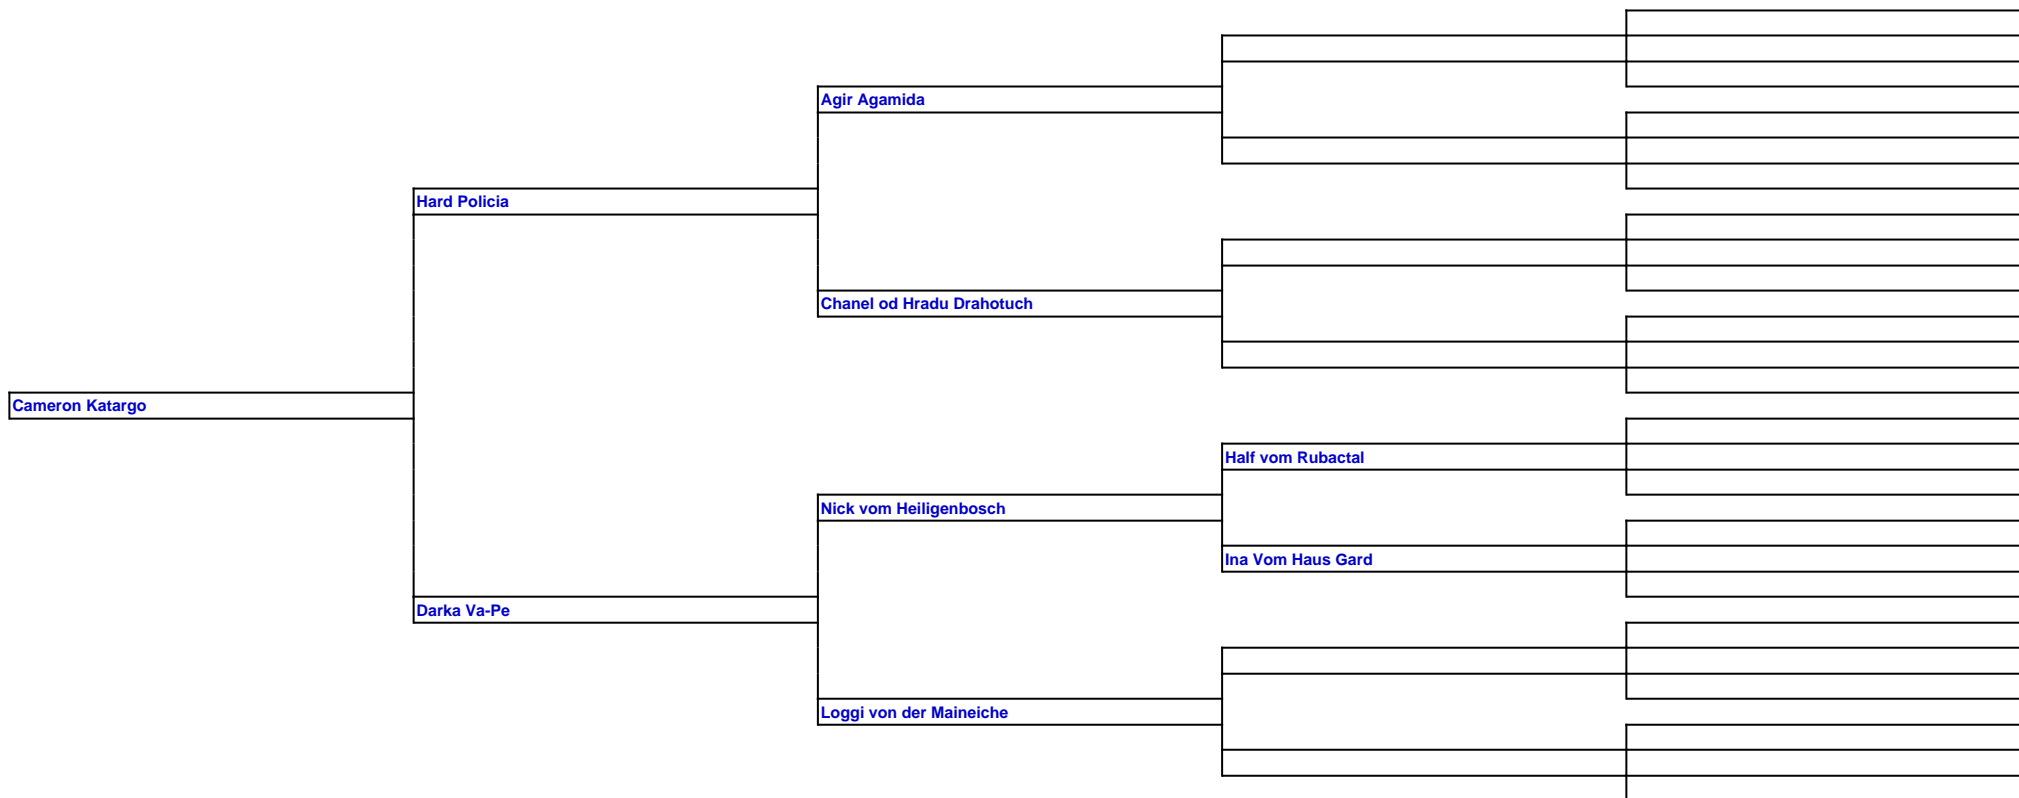 Agir Agamida
Hard Policia
Chanel od Hradu Drahotuch
Cameron Katargo
Half vom Rubactal
Nick vom Heiligenbosch
Ina Vom Haus Gard
Darka Va-Pe
Loggi von der Maineiche